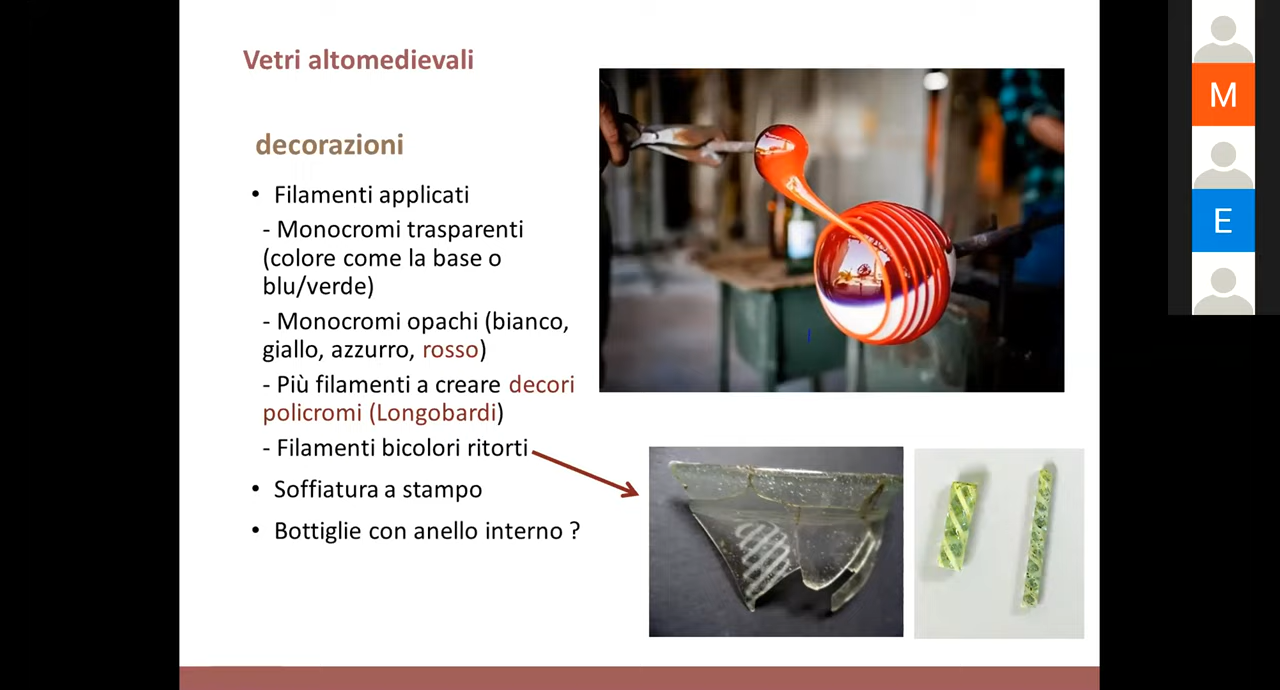 Vetri altomedievali
decorazioni
• Filamenti applicati
- Monocromi trasparenti
(colore come la base o
blu/verde)
- Monocromi opachi (bianco,
giallo, azzurro, rosso)
- Più filamenti a creare decori
policromi (Longobardi)
- Filamenti bicolori ritorti
• Soffiatura a stampo
• Bottiglie con anello interno ?
M
E